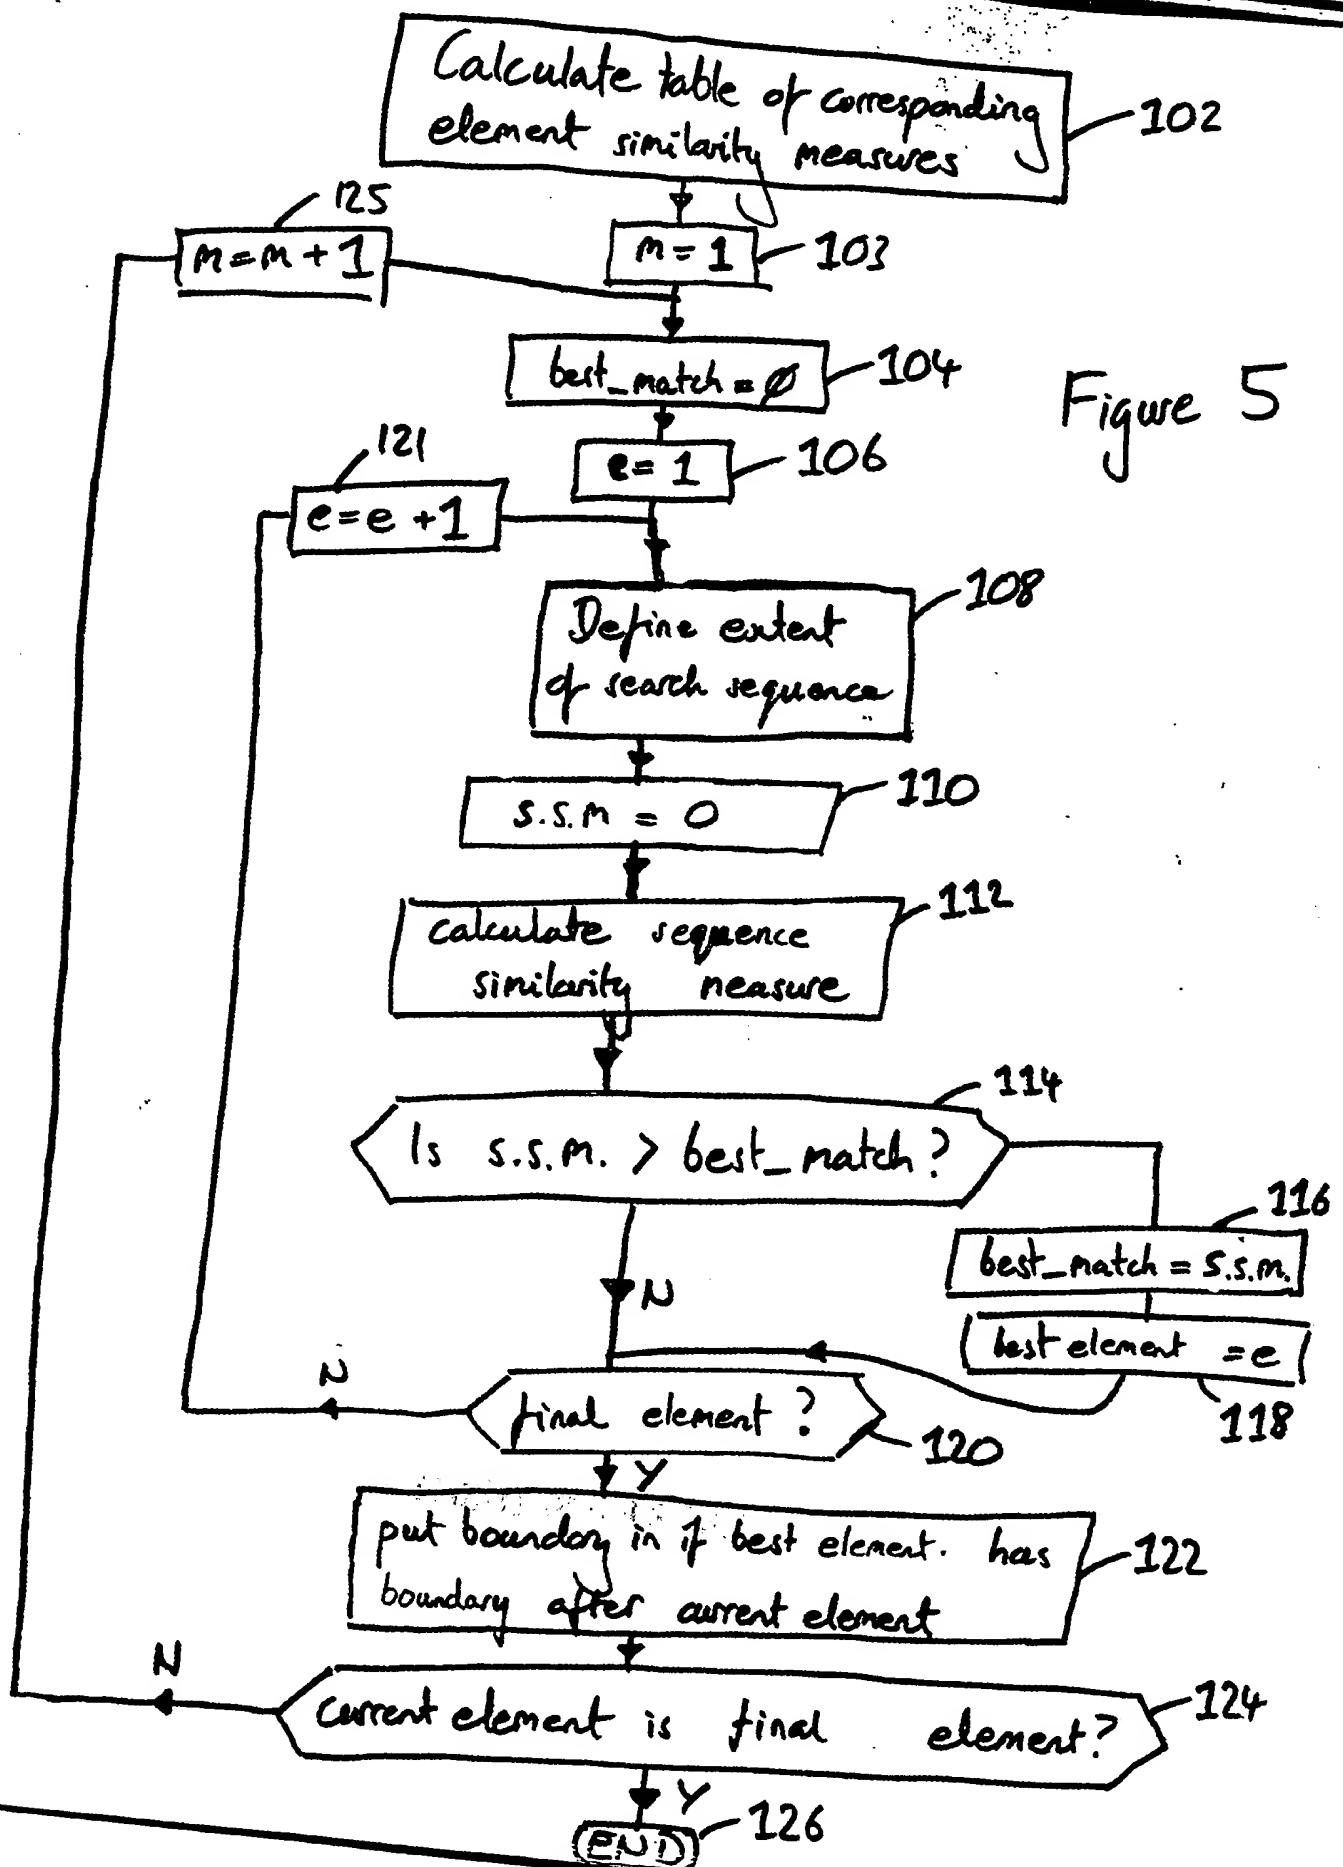 Calculate table of corresponding
element similarity measures
102
125
m=m+1
m=1
103
best_match=Ø
104
Figure 5
121
e=1
106
e=e+1
Define extent
of search sequence
108
s.s.m = 0
110
calculate sequence
similarity measure
112
Is s.s.m. > best_match?
114
116
best_match = s.s.m.
N
best element = e
118
N
final element?
120
Y
put boundary in if best element. has
boundary after current element
122
N
current element is final element?
124
Y
END
126